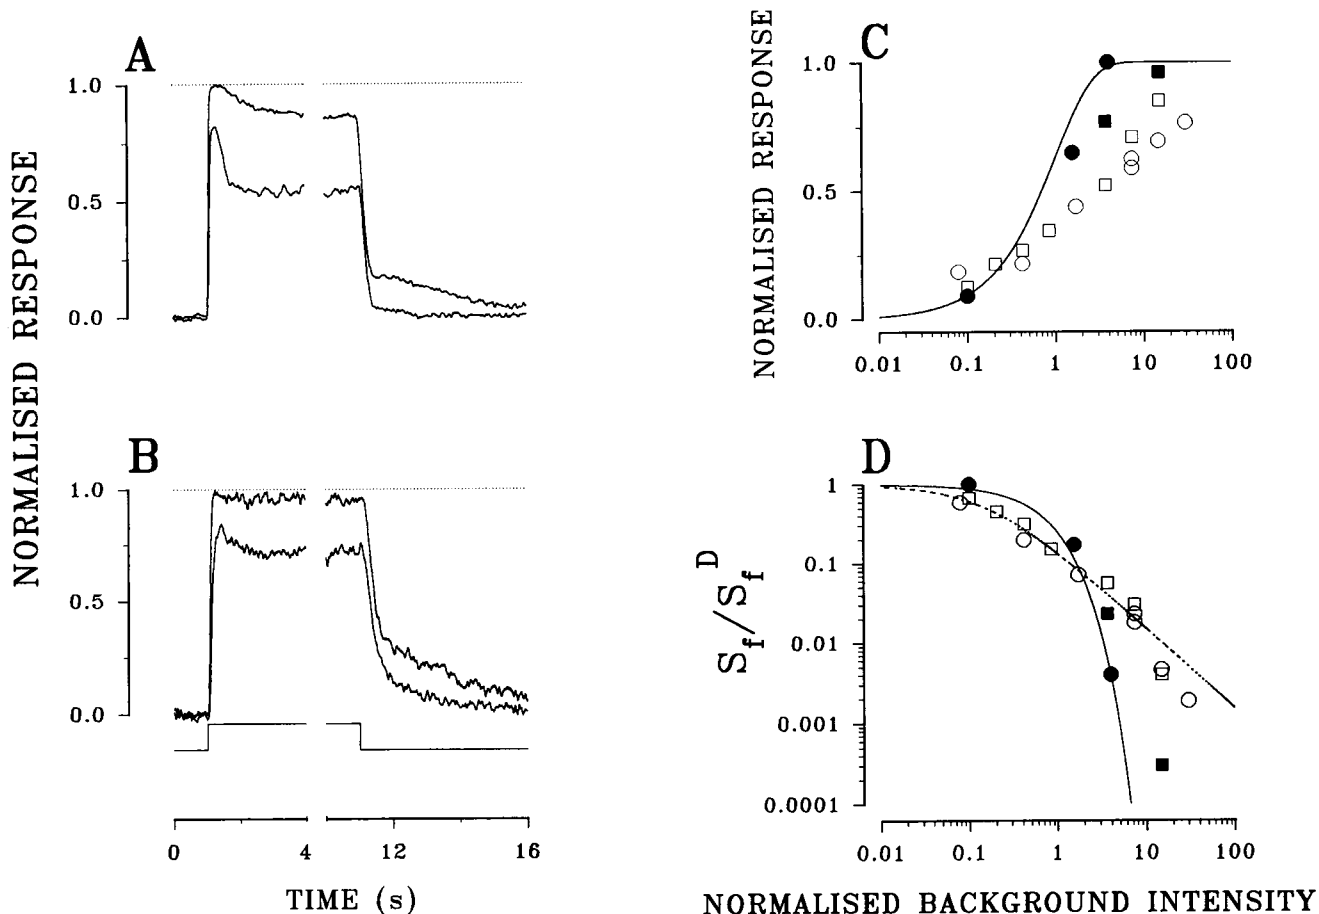 A
NORMALISED RESPONSE
1.0
0.5
0.0
B
1.0
0.5
0.0
0 4 12 16
TIME (s)
C
NORMALISED RESPONSE
1.0
0.5
0.0
0.01 0.1 1 10 100
D
S_f/S_f^D
1
0.1
0.01
0.001
0.0001
0.01 0.1 1 10 100
NORMALISED BACKGROUND INTENSITY